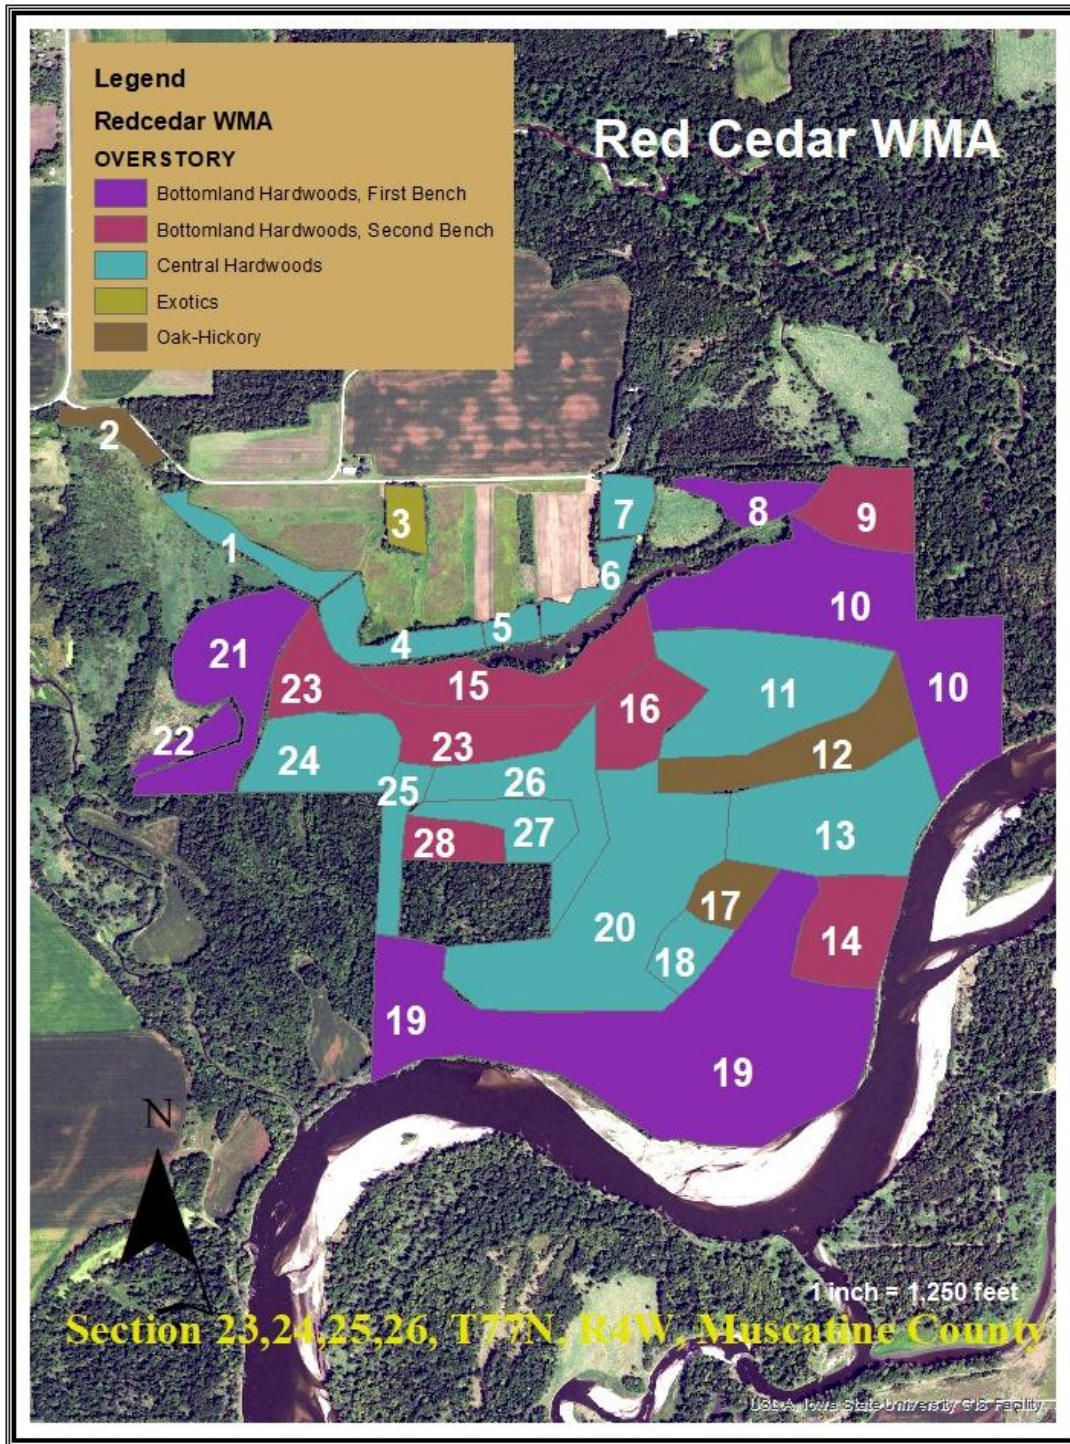 Legend
Redcedar WMA
OVERSTORY
Bottomland Hardwoods, First Bench
Bottomland Hardwoods, Second Bench
Central Hardwoods
Exotics
Oak-Hickory
Red Cedar WMA
2
1
3
7
8
9
6
10
4
5
21
23
15
16
11
10
22
24
23
12
25
26
27
28
13
17
20
18
14
19
19
N
1 inch = 1,250 feet
Section 23,24,25,26, T77N, R4W, Muscatine County
USDA, Iowa State University GIS Facility